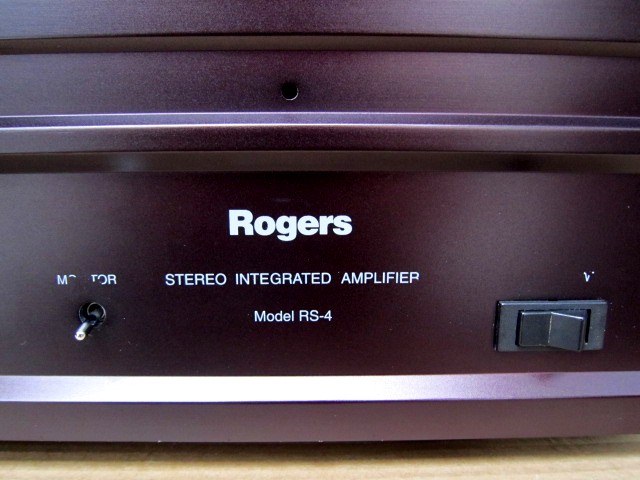 Rogers
STEREO INTEGRATED AMPLIFIER
Model RS-4